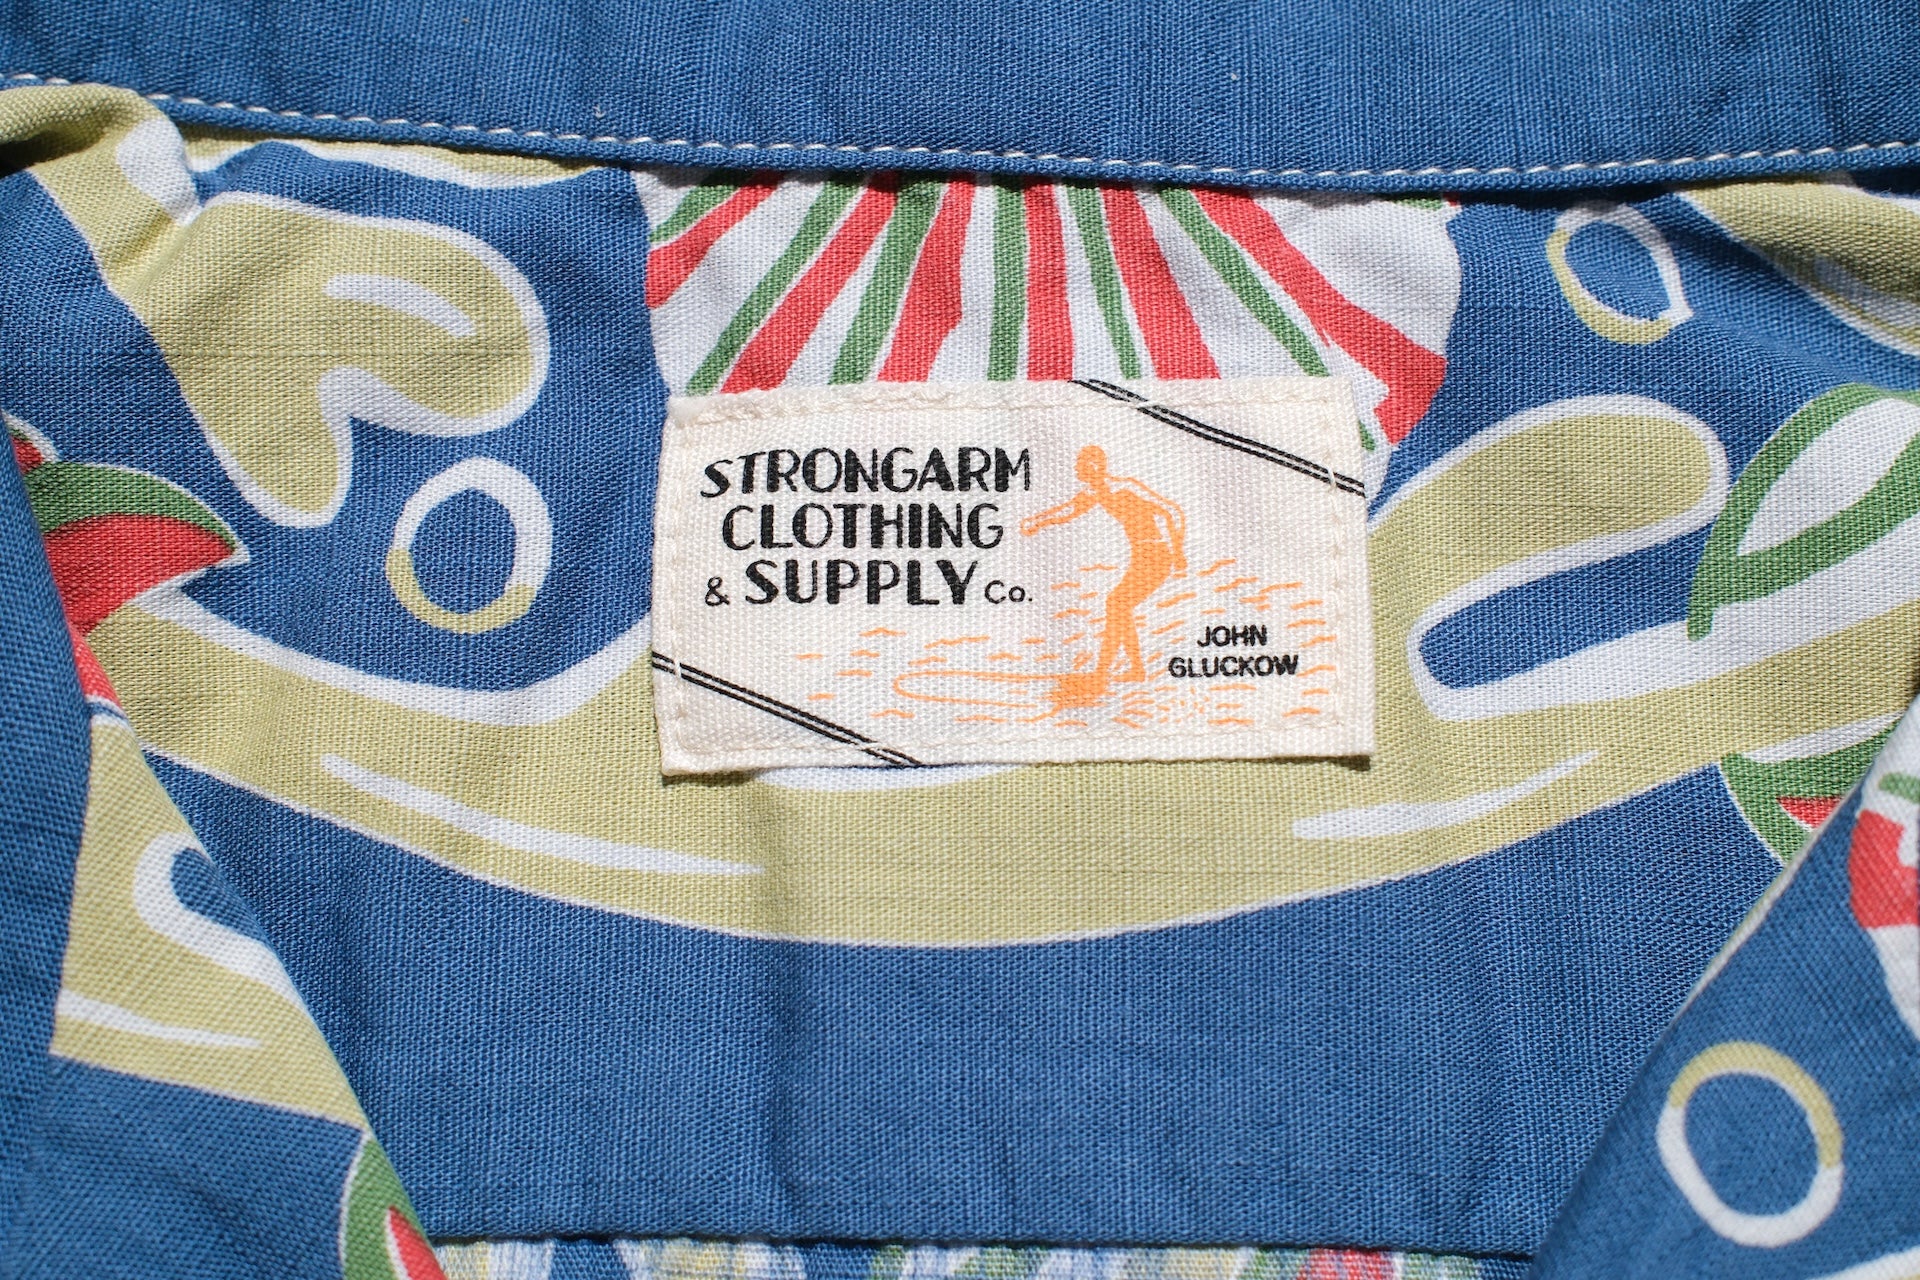 STRONGARM
CLOTHING
& SUPPLY Co.
JOHN
GLUCKOW